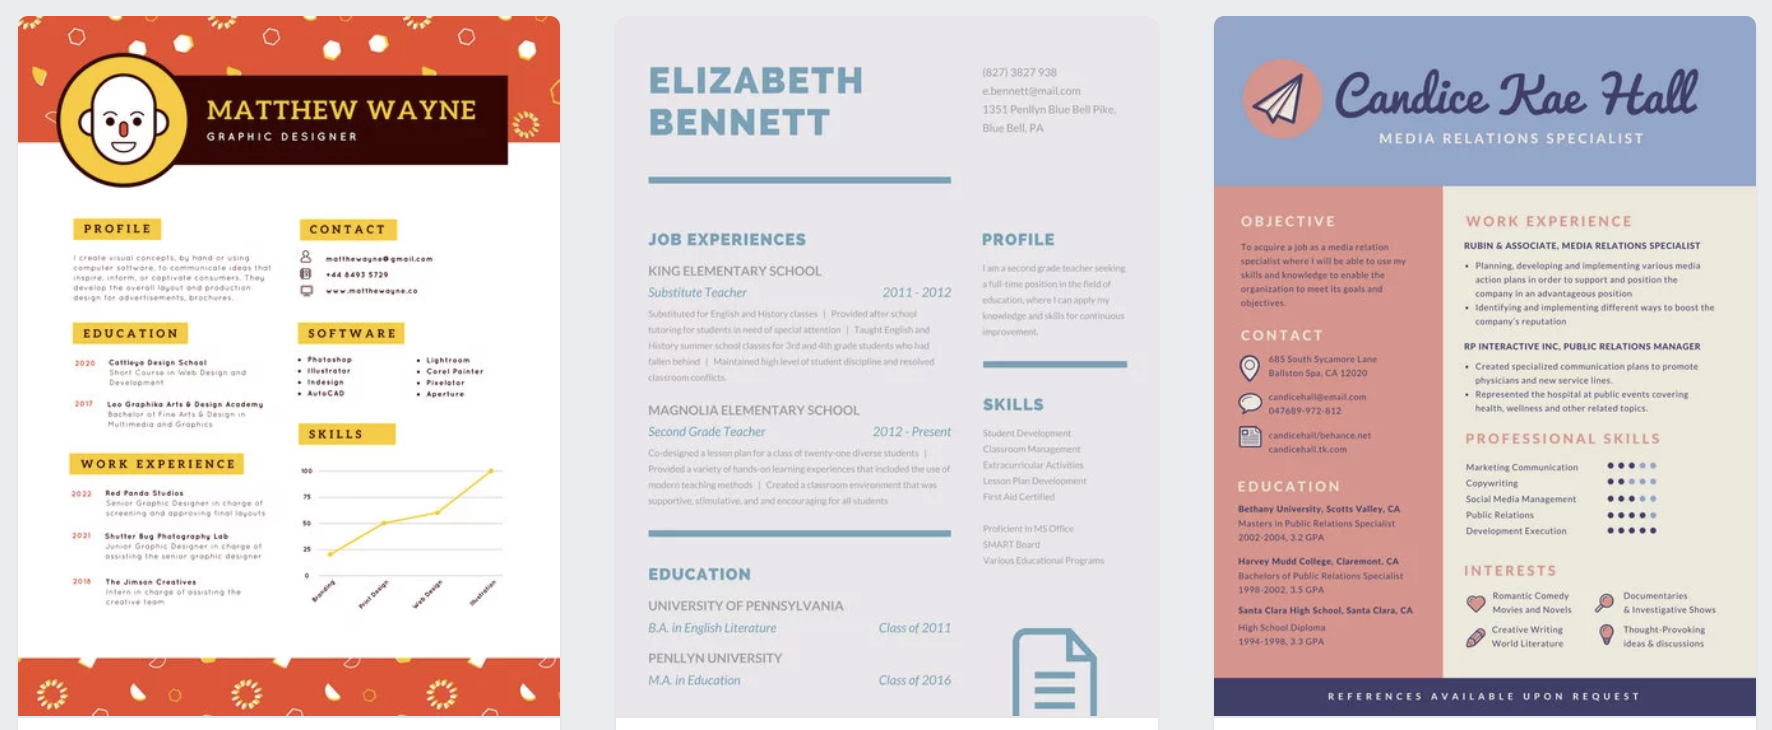 MATTHEW WAYNE
GRAPHIC DESIGNER
PROFILE
I create visual concepts, by hand or using
computer software, to communicate ideas that
inspire, inform, or captivate consumers. They
develop the overall layout and production
design for advertisements, brochures.
EDUCATION
2020 Cattleya Design School
Short Course in Web Design and
Development
2017 Leo Graphika Arts & Design Academy
Bachelor of Fine Arts & Design in
Multimedia and Graphics
WORK EXPERIENCE
2022 Red Panda Studios
Senior Graphic Designer in charge of
screening and approving final layouts
2021 Shutter Bug Photography Lab
Junior Graphic Designer in charge of
assisting the senior graphic designer
2018 The Jimson Creatives
Intern in charge of assisting the
creative team
CONTACT
matthewayne@gmail.com
+44 8493 5729
www.matthewayne.co
SOFTWARE
• Photoshop
• Illustrator
• Indesign
• AutoCAD
• Lightroom
• Corel Painter
• Pixelator
• Aperture
SKILLS
100
75
50
25
0
Branding
Print Design
Web Design
Illustration
ELIZABETH
BENNETT
(827) 3827 938
e.bennett@mail.com
1351 Penllyn Blue Bell Pike,
Blue Bell, PA
JOB EXPERIENCES
KING ELEMENTARY SCHOOL
Substitute Teacher 2011 - 2012
Substituted for English and History classes | Provided after school
tutoring for students in need of special attention | Taught English and
History summer school classes for 3rd and 4th grade students who had
fallen behind | Maintained high level of student discipline and resolved
classroom conflicts.
MAGNOLIA ELEMENTARY SCHOOL
Second Grade Teacher 2012 - Present
Co-designed a lesson plan for a class of twenty-one diverse students |
Provided a variety of hands-on learning experiences that included the use of
modern teaching methods | Created a classroom environment that was
supportive, stimulative, and and encouraging for all students
EDUCATION
UNIVERSITY OF PENNSYLVANIA
B.A. in English Literature Class of 2011
PENLLYN UNIVERSITY
M.A. in Education Class of 2016
PROFILE
I am a second grade teacher seeking
a full-time position in the field of
education, where I can apply my
knowledge and skills for continuous
improvement.
SKILLS
Student Development
Classroom Management
Extracurricular Activities
Lesson Plan Development
First Aid Certified
Proficient in MS Office
SMART Board
Various Educational Programs
Candice Kae Hall
MEDIA RELATIONS SPECIALIST
OBJECTIVE
To acquire a job as a media relation
specialist where I will be able to use my
skills and knowledge to enable the
organization to meet its goals and
objectives.
CONTACT
685 South Sycamore Lane
Ballston Spa, CA 12020
candicehall@email.com
047689-972-812
candicehall/behance.net
candicehall.tk.com
EDUCATION
Bethany University, Scotts Valley, CA
Masters in Public Relations Specialist
2002-2004, 3.2 GPA
Harvey Mudd College, Claremont, CA
Bachelors of Public Relations Specialist
1998-2002, 3.5 GPA
Santa Clara High School, Santa Clara, CA
High School Diploma
1994-1998, 3.3 GPA
WORK EXPERIENCE
RUBIN & ASSOCIATE, MEDIA RELATIONS SPECIALIST
• Planning, developing and implementing various media
action plans in order to support and position the
company in an advantageous position
• Identifying and implementing different ways to boost the
company's reputation
RP INTERACTIVE INC, PUBLIC RELATIONS MANAGER
• Created specialized communication plans to promote
physicians and new service lines.
• Represented the hospital at public events covering
health, wellness and other related topics.
PROFESSIONAL SKILLS
Marketing Communication
Copywriting
Social Media Management
Public Relations
Development Execution
INTERESTS
Romantic Comedy
Movies and Novels
Documentaries
& Investigative Shows
Creative Writing
World Literature
Thought-Provoking
ideas & discussions
REFERENCES AVAILABLE UPON REQUEST